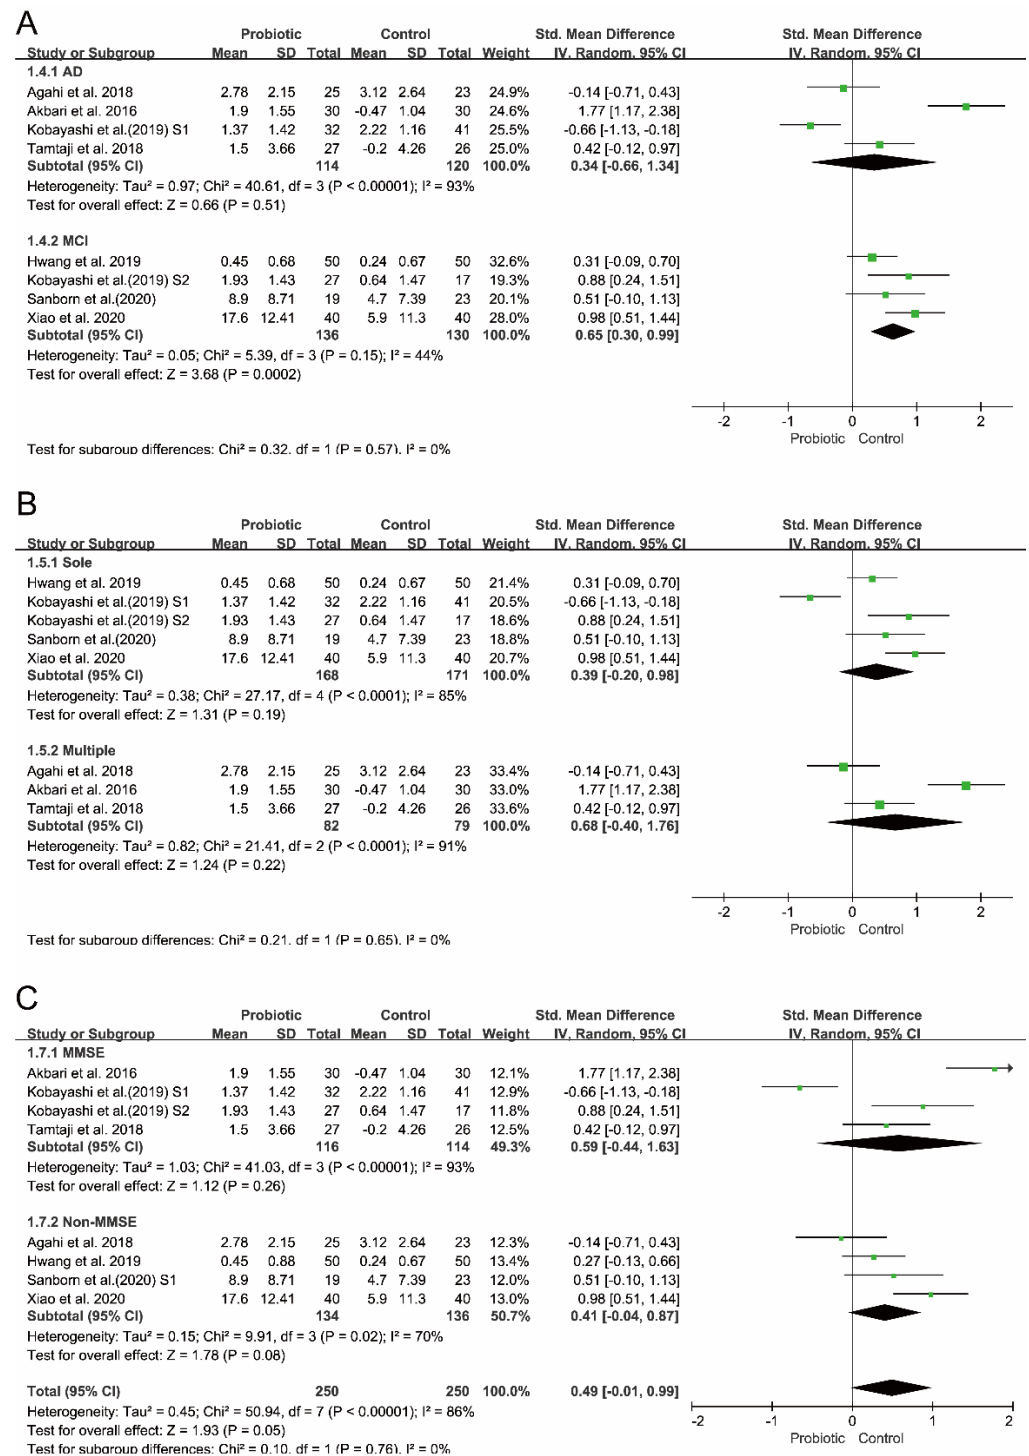 A
Probiotic Control Std. Mean Difference Std. Mean Difference
Study or Subgroup Mean SD Total Mean SD Total Weight IV, Random, 95% CI IV, Random, 95% CI
1.4.1 AD
Agahi et al. 2018 2.78 2.15 25 3.12 2.64 23 24.9% -0.14 [-0.71, 0.43]
Akbari et al. 2016 1.9 1.55 30 -0.47 1.04 30 24.6% 1.77 [1.17, 2.38]
Kobayashi et al.(2019) S1 1.37 1.42 32 2.22 1.16 41 25.5% -0.66 [-1.13, -0.18]
Tamtaji et al. 2018 1.5 3.66 27 -0.2 4.26 26 25.0% 0.42 [-0.12, 0.97]
Subtotal (95% CI) 114 120 100.0% 0.34 [-0.66, 1.34]
Heterogeneity: Tau² = 0.97; Chi² = 40.61, df = 3 (P < 0.00001); I² = 93%
Test for overall effect: Z = 0.66 (P = 0.51)
1.4.2 MCI
Hwang et al. 2019 0.45 0.68 50 0.24 0.67 50 32.6% 0.31 [-0.09, 0.70]
Kobayashi et al.(2019) S2 1.93 1.43 27 0.64 1.47 17 19.3% 0.88 [0.24, 1.51]
Sanborn et al.(2020) 8.9 8.71 19 4.7 7.39 23 20.1% 0.51 [-0.10, 1.13]
Xiao et al. 2020 17.6 12.41 40 5.9 11.3 40 28.0% 0.98 [0.51, 1.44]
Subtotal (95% CI) 136 130 100.0% 0.65 [0.30, 0.99]
Heterogeneity: Tau² = 0.05; Chi² = 5.39, df = 3 (P = 0.15); I² = 44%
Test for overall effect: Z = 3.68 (P = 0.0002)
-2 -1 0 1 2
Probiotic Control
Test for subgroup differences: Chi² = 0.32, df = 1 (P = 0.57), I² = 0%
B
Probiotic Control Std. Mean Difference Std. Mean Difference
Study or Subgroup Mean SD Total Mean SD Total Weight IV, Random, 95% CI IV, Random, 95% CI
1.5.1 Sole
Hwang et al. 2019 0.45 0.68 50 0.24 0.67 50 21.4% 0.31 [-0.09, 0.70]
Kobayashi et al.(2019) S1 1.37 1.42 32 2.22 1.16 41 20.5% -0.66 [-1.13, -0.18]
Kobayashi et al.(2019) S2 1.93 1.43 27 0.64 1.47 17 18.6% 0.88 [0.24, 1.51]
Sanborn et al.(2020) 8.9 8.71 19 4.7 7.39 23 18.8% 0.51 [-0.10, 1.13]
Xiao et al. 2020 17.6 12.41 40 5.9 11.3 40 20.7% 0.98 [0.51, 1.44]
Subtotal (95% CI) 168 171 100.0% 0.39 [-0.20, 0.98]
Heterogeneity: Tau² = 0.38; Chi² = 27.17, df = 4 (P < 0.0001); I² = 85%
Test for overall effect: Z = 1.31 (P = 0.19)
1.5.2 Multiple
Agahi et al. 2018 2.78 2.15 25 3.12 2.64 23 33.4% -0.14 [-0.71, 0.43]
Akbari et al. 2016 1.9 1.55 30 -0.47 1.04 30 33.0% 1.77 [1.17, 2.38]
Tamtaji et al. 2018 1.5 3.66 27 -0.2 4.26 26 33.6% 0.42 [-0.12, 0.97]
Subtotal (95% CI) 82 79 100.0% 0.68 [-0.40, 1.76]
Heterogeneity: Tau² = 0.82; Chi² = 21.41, df = 2 (P < 0.0001); I² = 91%
Test for overall effect: Z = 1.24 (P = 0.22)
-2 -1 0 1 2
Probiotic Control
Test for subgroup differences: Chi² = 0.21, df = 1 (P = 0.65), I² = 0%
C
Probiotic Control Std. Mean Difference Std. Mean Difference
Study or Subgroup Mean SD Total Mean SD Total Weight IV, Random, 95% CI IV, Random, 95% CI
1.7.1 MMSE
Akbari et al. 2016 1.9 1.55 30 -0.47 1.04 30 12.1% 1.77 [1.17, 2.38]
Kobayashi et al.(2019) S1 1.37 1.42 32 2.22 1.16 41 12.9% -0.66 [-1.13, -0.18]
Kobayashi et al.(2019) S2 1.93 1.43 27 0.64 1.47 17 11.8% 0.88 [0.24, 1.51]
Tamtaji et al. 2018 1.5 3.66 27 -0.2 4.26 26 12.5% 0.42 [-0.12, 0.97]
Subtotal (95% CI) 116 114 49.3% 0.59 [-0.44, 1.63]
Heterogeneity: Tau² = 1.03; Chi² = 41.03, df = 3 (P < 0.00001); I² = 93%
Test for overall effect: Z = 1.12 (P = 0.26)
1.7.2 Non-MMSE
Agahi et al. 2018 2.78 2.15 25 3.12 2.64 23 12.3% -0.14 [-0.71, 0.43]
Hwang et al. 2019 0.45 0.88 50 0.24 0.67 50 13.4% 0.27 [-0.13, 0.66]
Sanborn et al.(2020) S1 8.9 8.71 19 4.7 7.39 23 12.0% 0.51 [-0.10, 1.13]
Xiao et al. 2020 17.6 12.41 40 5.9 11.3 40 13.0% 0.98 [0.51, 1.44]
Subtotal (95% CI) 134 136 50.7% 0.41 [-0.04, 0.87]
Heterogeneity: Tau² = 0.15; Chi² = 9.91, df = 3 (P = 0.02); I² = 70%
Test for overall effect: Z = 1.78 (P = 0.08)
Total (95% CI) 250 250 100.0% 0.49 [-0.01, 0.99]
Heterogeneity: Tau² = 0.45; Chi² = 50.94, df = 7 (P < 0.00001); I² = 86%
-2 -1 0 1 2
Test for overall effect: Z = 1.93 (P = 0.05)
Probiotic Control
Test for subgroup differences: Chi² = 0.10, df = 1 (P = 0.76), I² = 0%